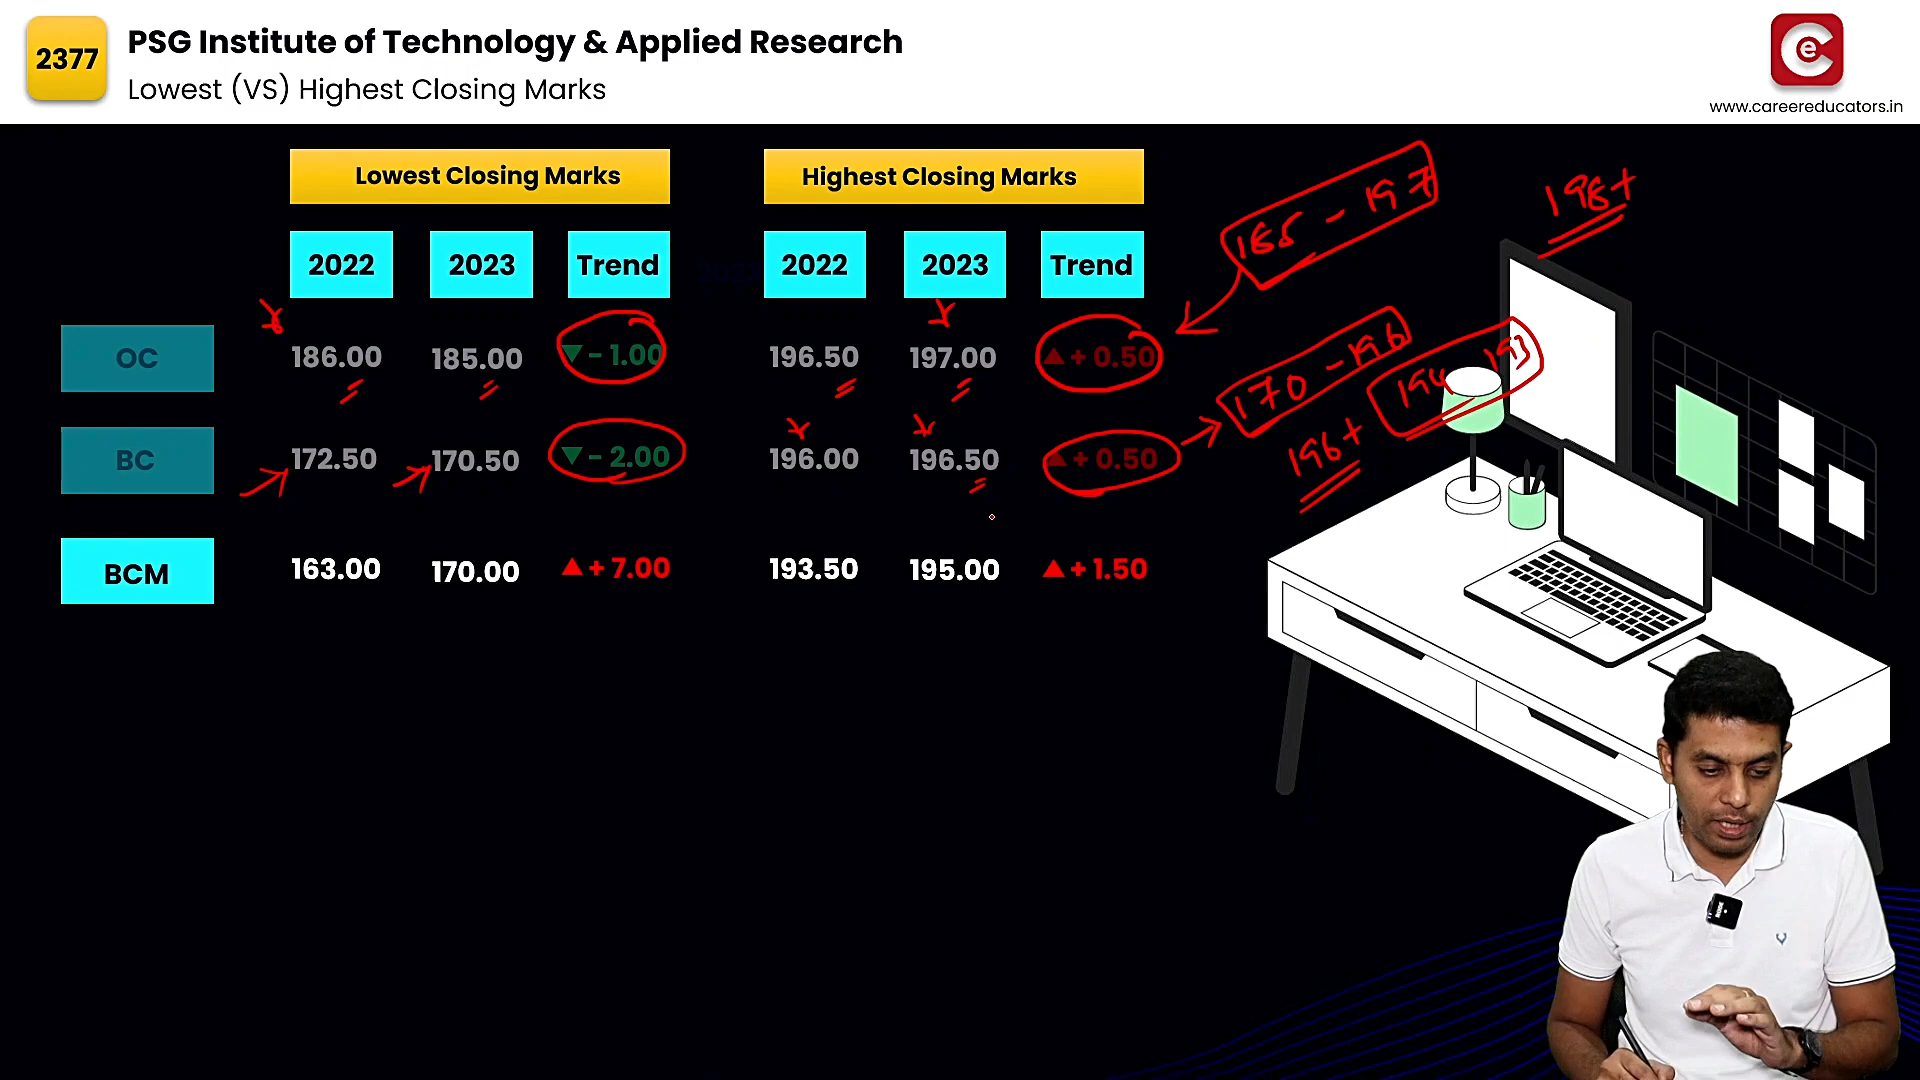 2377
PSG Institute of Technology & Applied Research
Lowest (VS) Highest Closing Marks
e
www.careereducators.in
Lowest Closing Marks
Highest Closing Marks
185 - 197
198+
2022 2023 Trend
2022 2023 Trend
OC 186.00 185.00 ▼ - 1.00 196.50 197.00 ▲ + 0.50
170 - 196
193
196+
BC 172.50 170.50 ▼ - 2.00 196.00 196.50 ▲ + 0.50
BCM 163.00 170.00 ▲ + 7.00 193.50 195.00 ▲ + 1.50